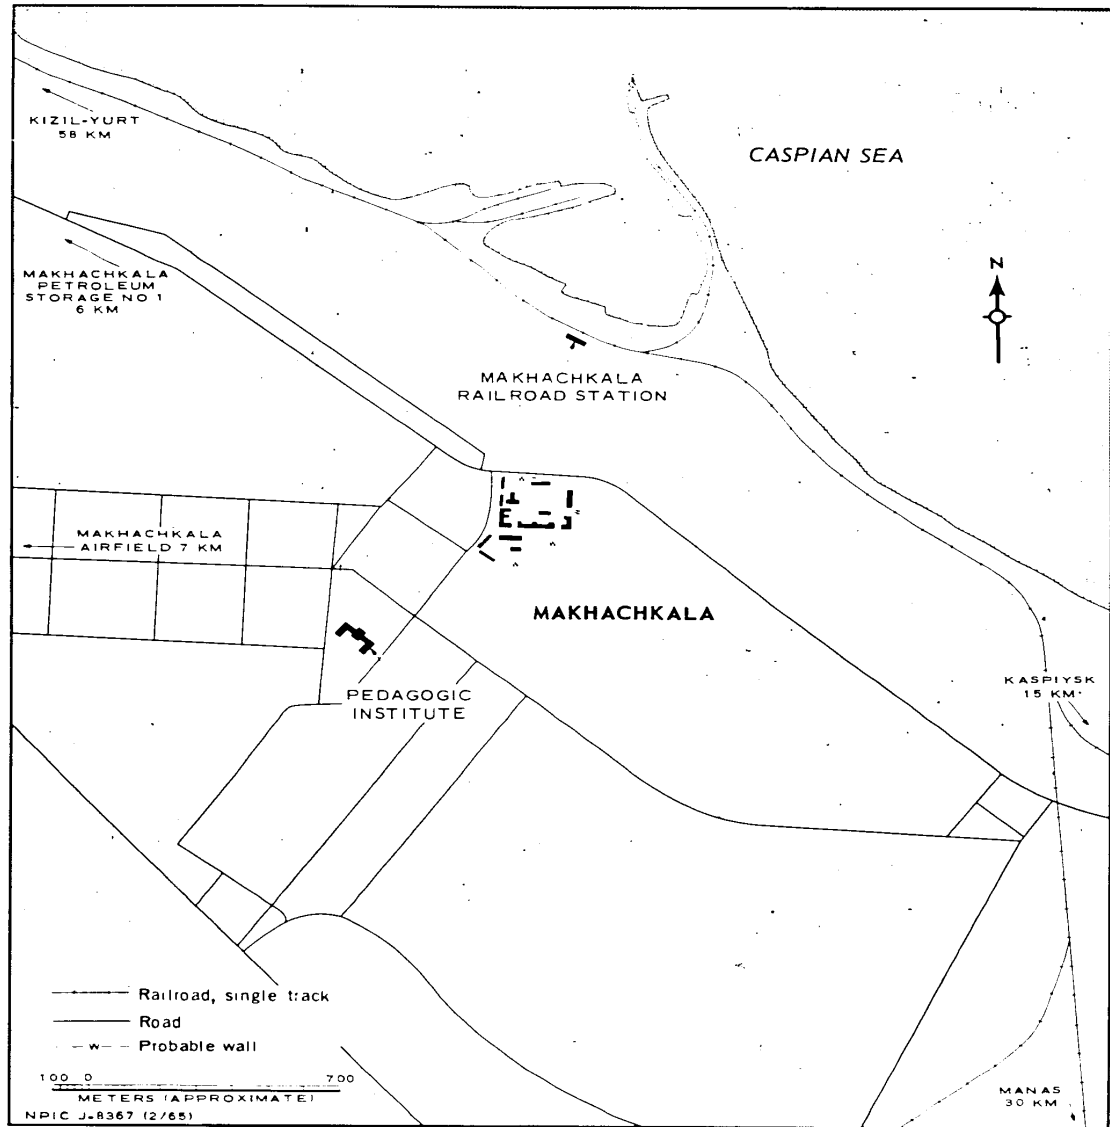 KIZIL-YURT
58 KM
CASPIAN SEA
N
MAKHACHKALA
PETROLEUM
STORAGE NO 1
6 KM
MAKHACHKALA
RAILROAD STATION
MAKHACHKALA
AIRFIELD 7 KM
MAKHACHKALA
PEDAGOGIC
INSTITUTE
KASPIYSK
15 KM
Railroad, single track
Road
w
Probable wall
100 0 700
METERS (APPROXIMATE)
NPIC J-8367 (2/65)
MANAS
30 KM